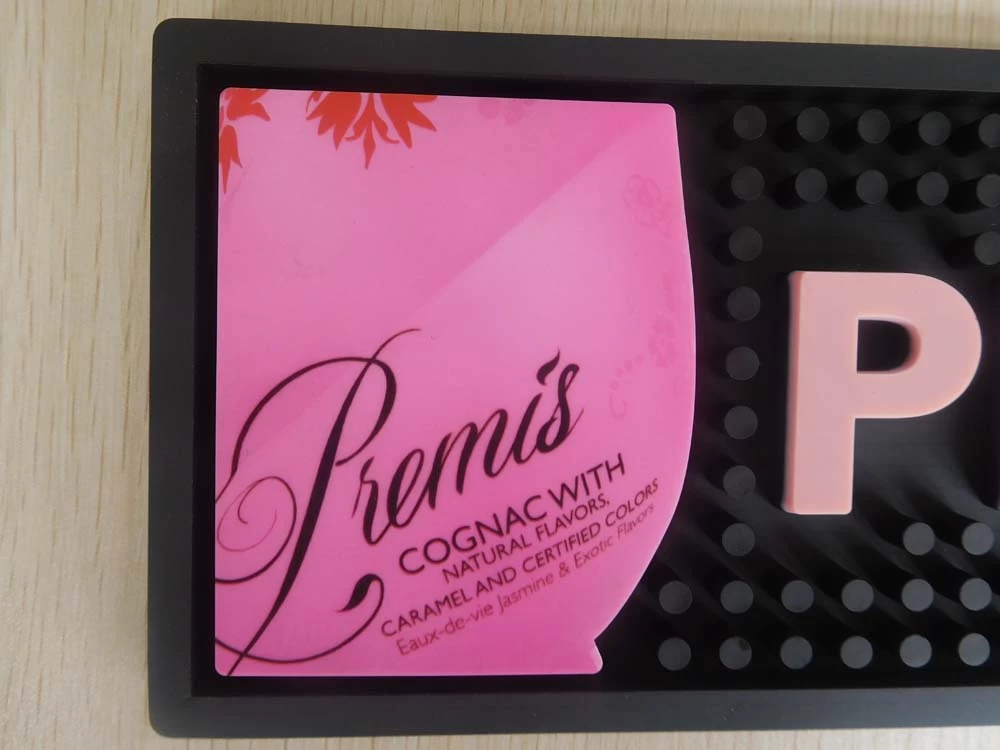 Premis
COGNAC WITH
NATURAL FLAVORS,
CARAMEL AND CERTIFIED COLORS
Eaux-de-vie Jasmine & Exotic Flavors
P